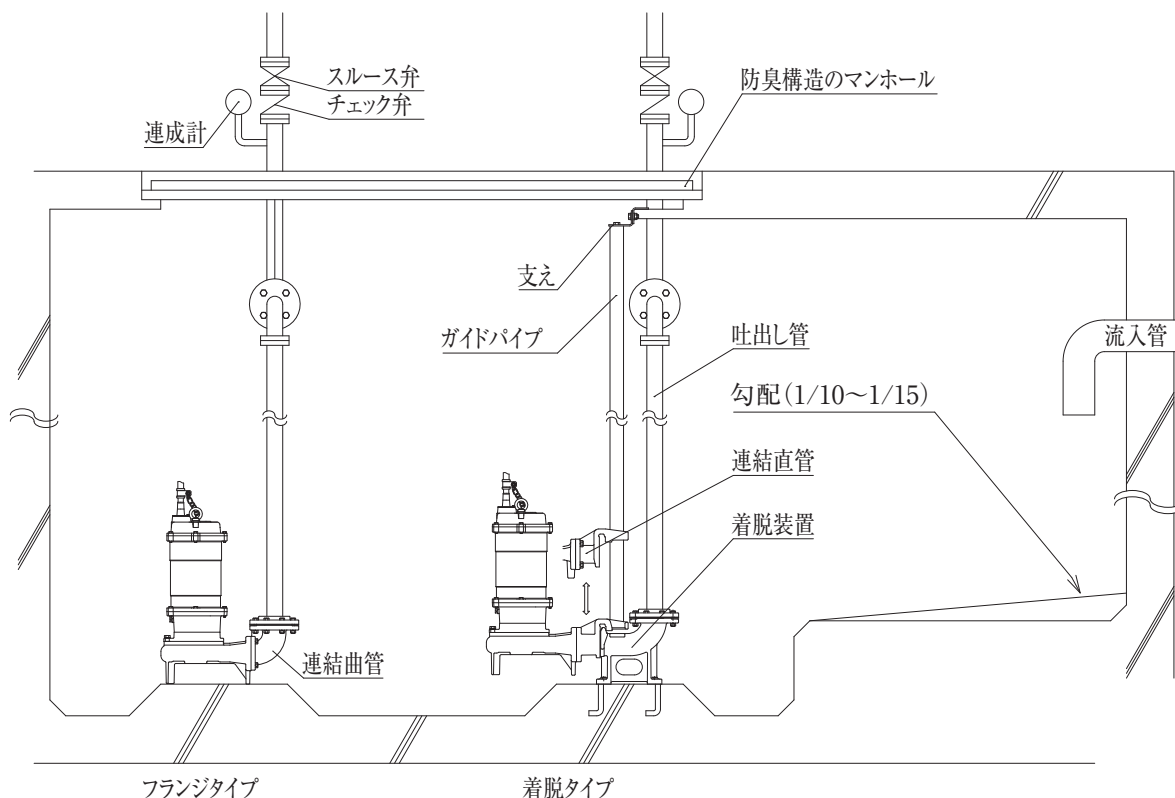 スルース弁
チェック弁
連成計
防臭構造のマンホール
支え
ガイドパイプ
吐出し管
流入管
勾配(1/10～1/15)
連結直管
着脱装置
連結曲管
フランジタイプ
着脱タイプ